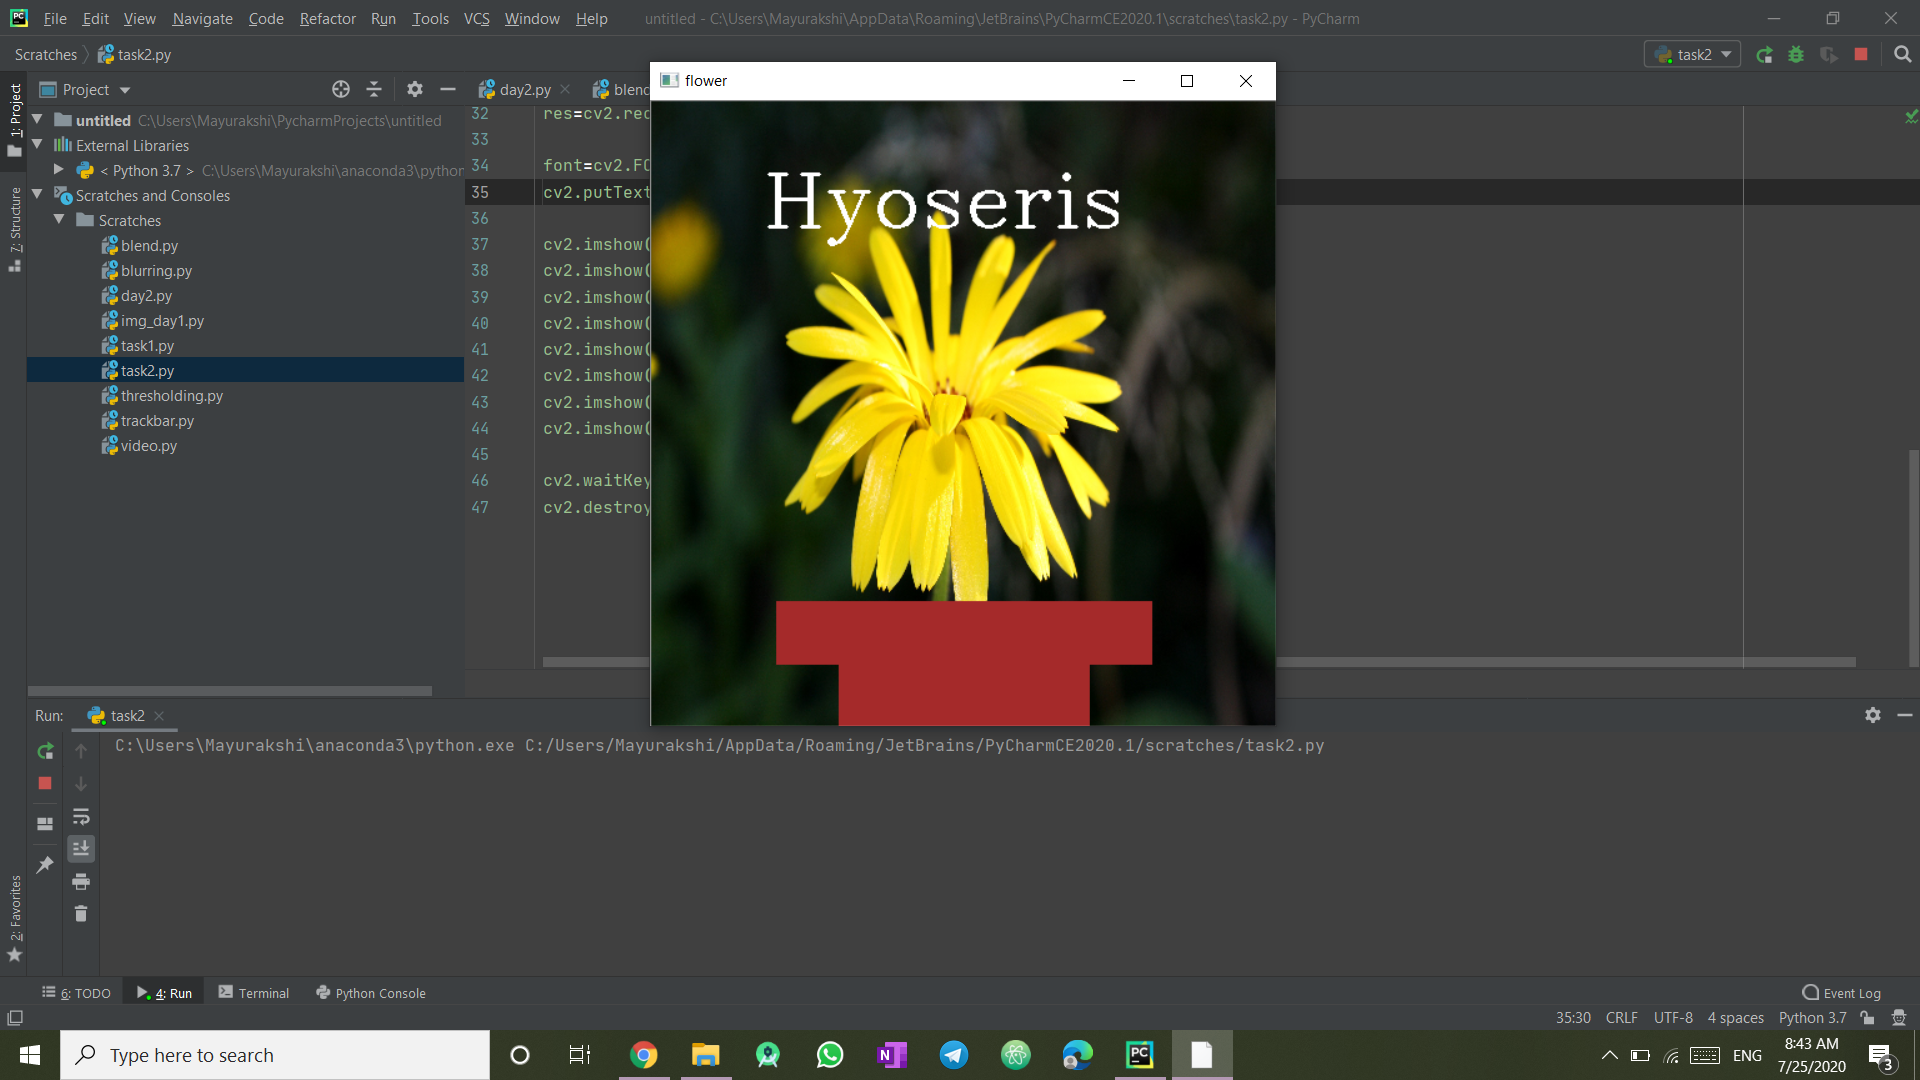 File Edit View Navigate Code Refactor Run Tools VCS Window Help untitled - C:\Users\Mayurakshi\AppData\Roaming\JetBrains\PyCharmCE2020.1\scratches\task2.py - PyCharm
Scratches task2.py task2
Project
day2.py
untitled C:\Users\Mayurakshi\PycharmProjects\untitled
External Libraries
< Python 3.7 > C:\Users\Mayurakshi\anaconda3\python
Scratches and Consoles
Scratches
blend.py
blurring.py
day2.py
img_day1.py
task1.py
task2.py
thresholding.py
trackbar.py
video.py
1: Project
7: Structure
2: Favorites
blend
32 res=cv2.rec
33
34 font=cv2.FO
35 cv2.putText
36
37 cv2.imshow(
38 cv2.imshow(
39 cv2.imshow(
40 cv2.imshow(
41 cv2.imshow(
42 cv2.imshow(
43 cv2.imshow(
44 cv2.imshow(
45
46 cv2.waitKey
47 cv2.destroy
flower
Hyoseris
Run: task2
C:\Users\Mayurakshi\anaconda3\python.exe C:/Users/Mayurakshi/AppData/Roaming/JetBrains/PyCharmCE2020.1/scratches/task2.py
6: TODO 4: Run Terminal Python Console Event Log
35:30 CRLF UTF-8 4 spaces Python 3.7
Type here to search
ENG
8:43 AM
7/25/2020
3